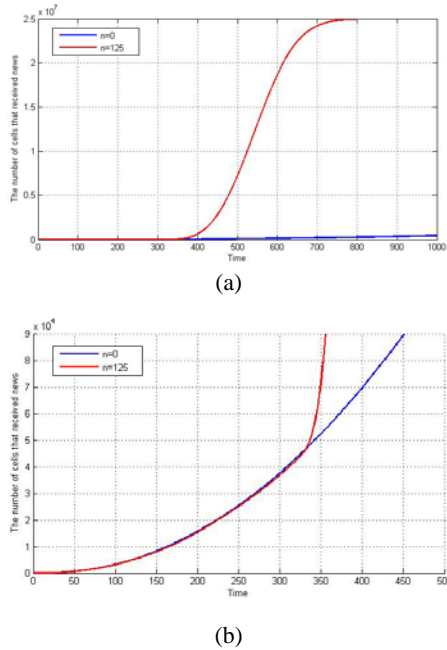 x 10^7
2.5
2
1.5
1
0.5
0
The number of cells that received news
n=0
n=125
0 100 200 300 400 500 600 700 800 900 1000
Time
(a)
x 10^4
9
8
7
6
5
4
3
2
1
0
The number of cells that received news
n=0
n=125
0 50 100 150 200 250 300 350 400 450 500
Time
(b)